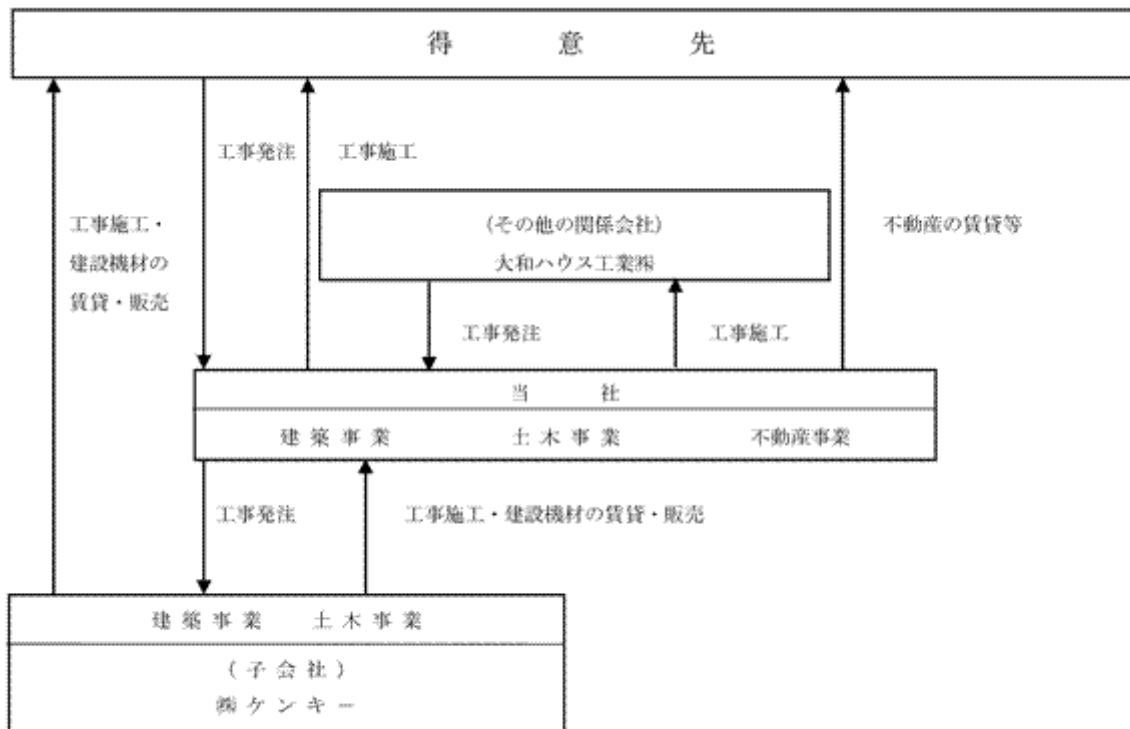 得意先
工事発注
工事施工
工事施工・
建設機材の
賃貸・販売
(その他の関係会社)
大和ハウス工業㈱
不動産の賃貸等
工事発注
工事施工
当社
建築事業 土木事業 不動産事業
工事発注
工事施工・建設機材の賃貸・販売
建築事業 土木事業
(子会社)
㈱ケンキー